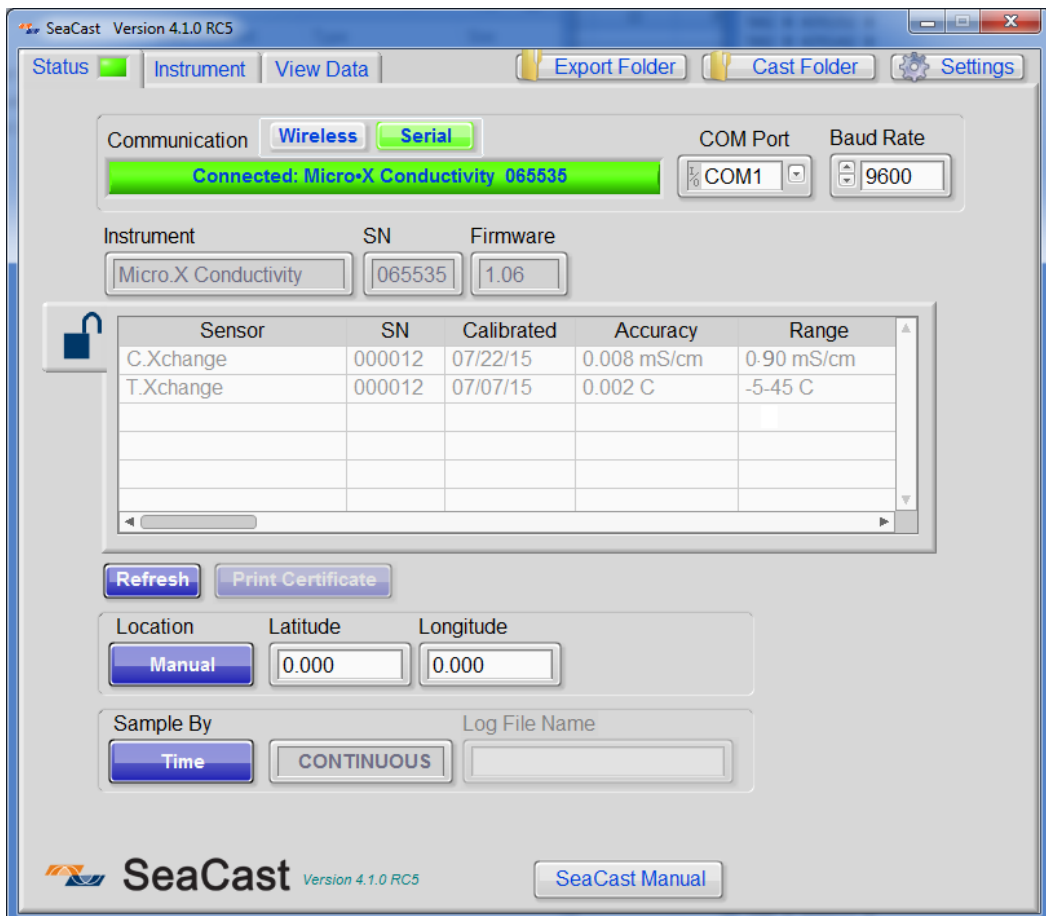 SeaCast Version 4.1.0 RC5
Status Instrument View Data Export Folder Cast Folder Settings
Communication Wireless Serial COM Port Baud Rate
Connected: Micro•X Conductivity 065535 COM1 9600
Instrument SN Firmware
Micro.X Conductivity 065535 1.06
Sensor SN Calibrated Accuracy Range
C.Xchange 000012 07/22/15 0.008 mS/cm 0-90 mS/cm
T.Xchange 000012 07/07/15 0.002 C -5-45 C
Refresh Print Certificate
Location Latitude Longitude
Manual 0.000 0.000
Sample By Log File Name
Time CONTINUOUS
SeaCast Version 4.1.0 RC5 SeaCast Manual